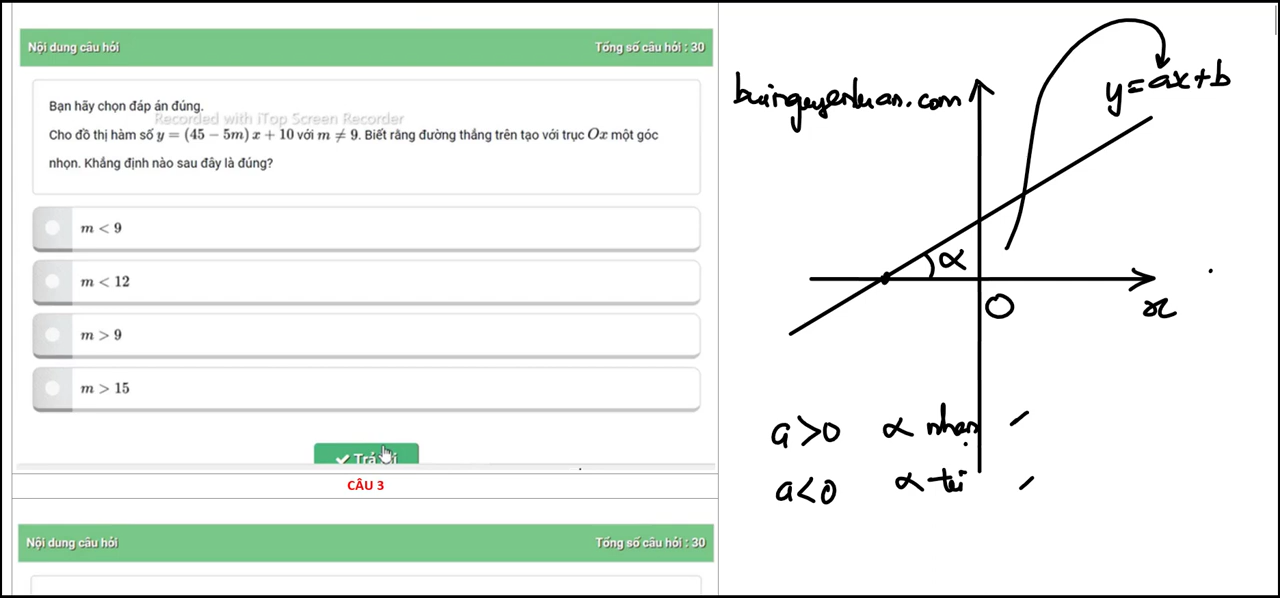 Nội dung câu hỏi
Tổng số câu hỏi : 30
Bạn hãy chọn đáp án đúng.
Recorded with iTop Screen Recorder
Cho đồ thị hàm số y = (45 − 5m) x + 10 với m ≠ 9. Biết rằng đường thẳng trên tạo với trục Ox một góc
nhọn. Khẳng định nào sau đây là đúng?
m < 9
m < 12
m > 9
m > 15
✓ Trả lời
CÂU 3
Nội dung câu hỏi
Tổng số câu hỏi : 30
buinguyenluan.com
y=ax+b
α
O
x
a>0 α nhọn
a<0 α tù